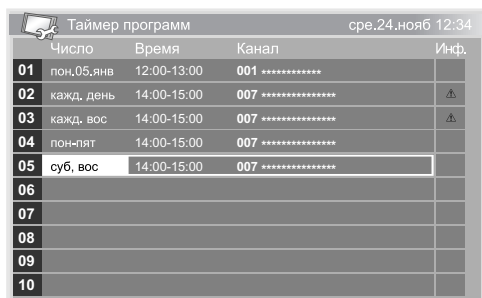 Таймер программ сре.24.нояб 12:34
Число Время Канал Инф.
01 пон.05.янв 12:00-13:00 001 ************
02 кажд. день 14:00-15:00 007 ***************
03 кажд. вос 14:00-15:00 007 ***************
04 пон-пят 14:00-15:00 007 ***************
05 суб, вос 14:00-15:00 007 ***************
06
07
08
09
10